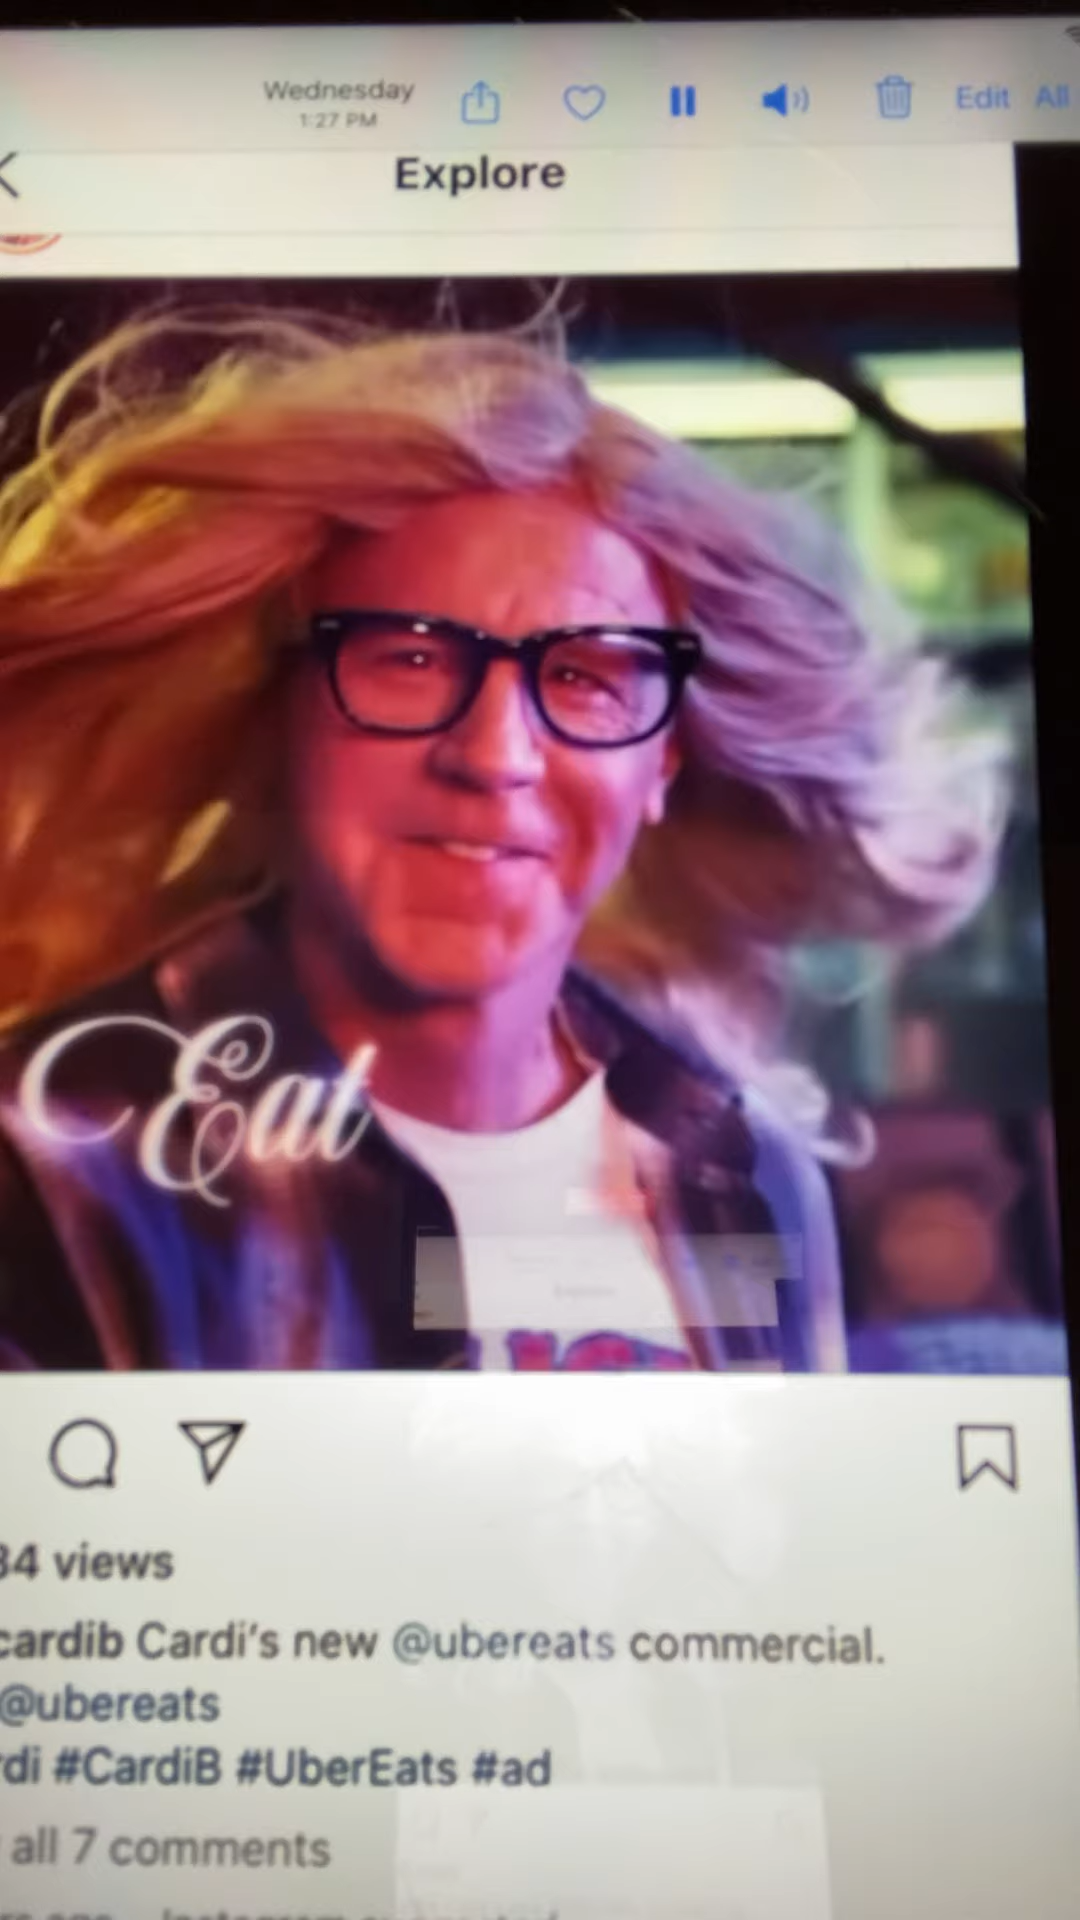 Wednesday
1:27 PM
Edit All
Explore
Eat
34 views
cardib Cardi's new @ubereats commercial.
@ubereats
rdi #CardiB #UberEats #ad
all 7 comments